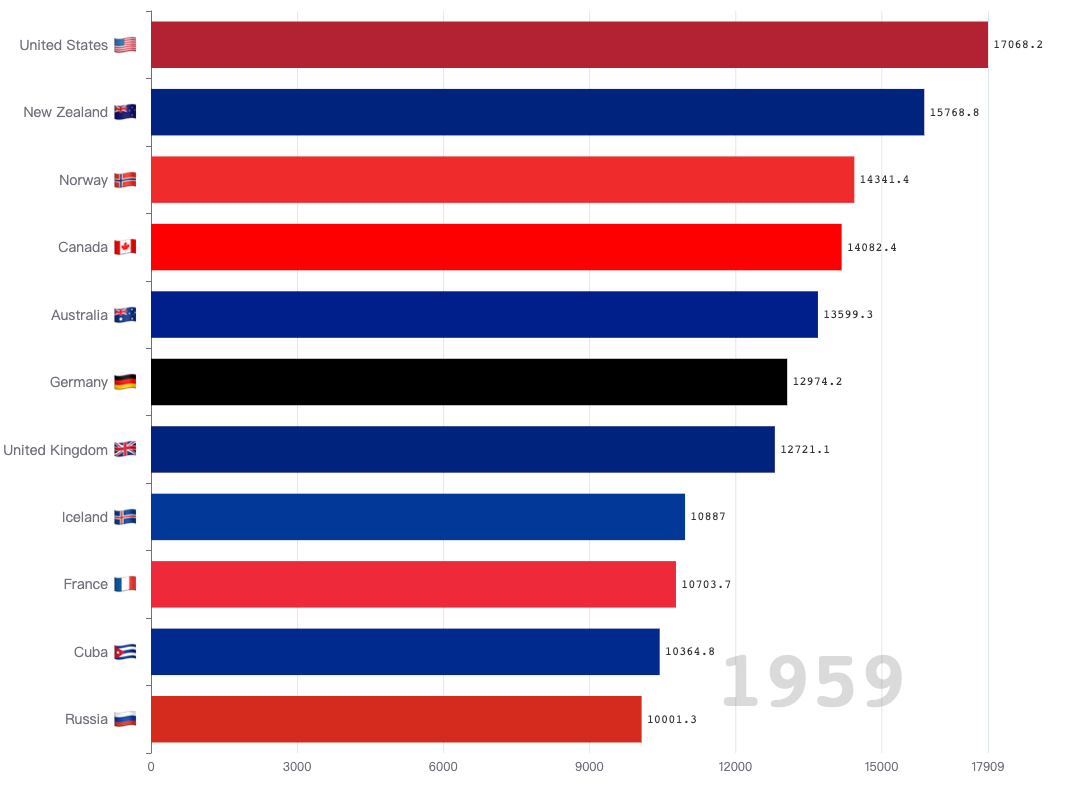 United States 🇺🇸 17068.2
New Zealand 🇳🇿 15768.8
Norway 🇳🇴 14341.4
Canada 🇨🇦 14082.4
Australia 🇦🇺 13599.3
Germany 🇩🇪 12974.2
United Kingdom 🇬🇧 12721.1
Iceland 🇮🇸 10887
France 🇫🇷 10703.7
Cuba 🇨🇺 10364.8
1959
Russia 🇷🇺 10001.3
0 3000 6000 9000 12000 15000 17909